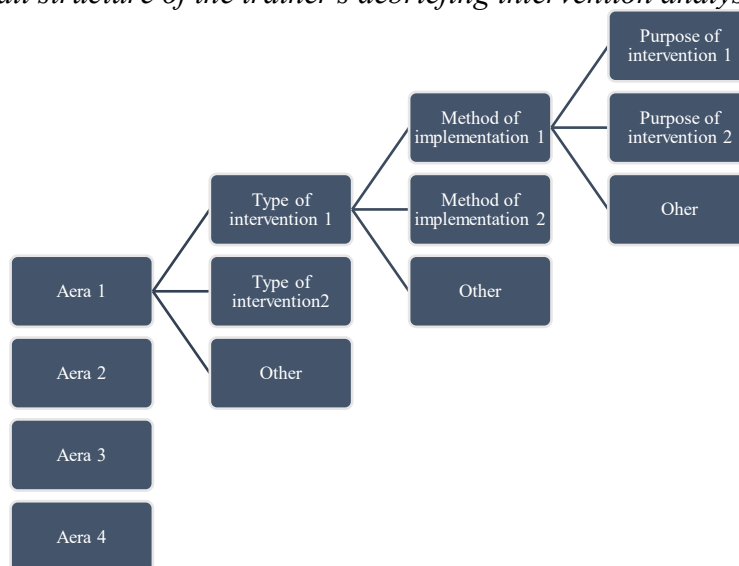 structure of the trainer's debriefing intervention analys
Purpose of
intervention 1
Method of
implementation 1
Purpose of
intervention 2
Type of
intervention 1
Method of
implementation 2
Oher
Aera 1
Type of
intervention2
Other
Aera 2
Other
Aera 3
Aera 4